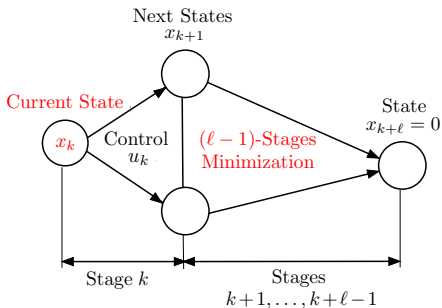 Next States
x_{k+1}
Current State
x_k
Control
u_k
(ℓ − 1)-Stages
Minimization
State
x_{k+ℓ} = 0
Stage k
Stages
k+1, . . . , k+ℓ−1